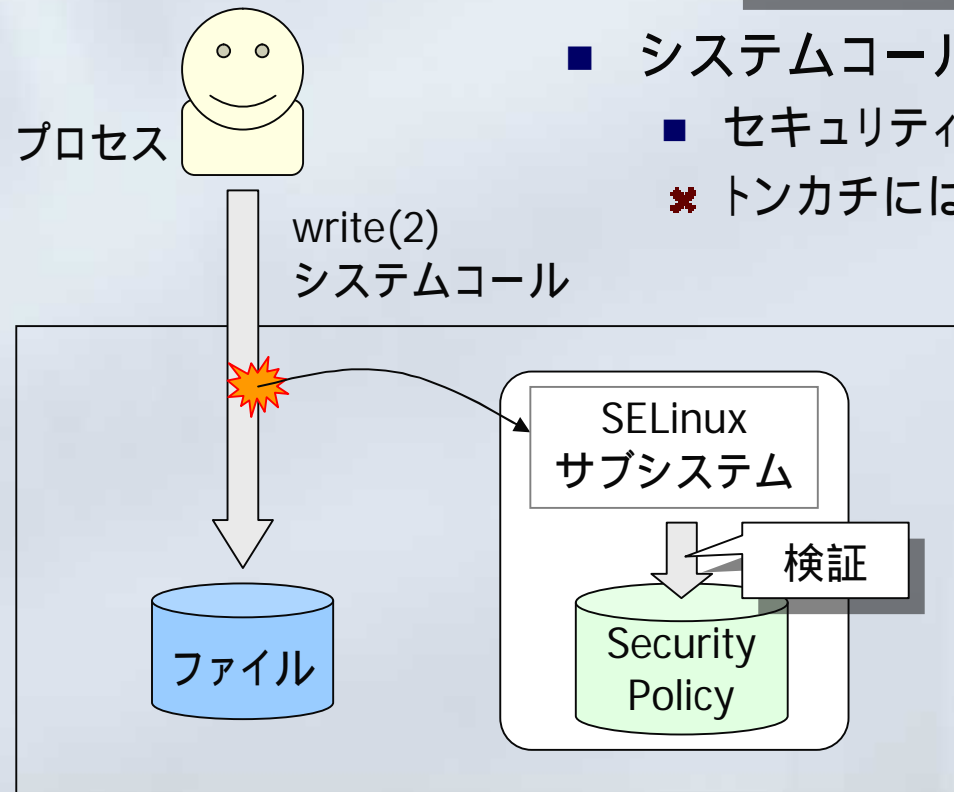 システムコール
セキュリティ
トンカチには
プロセス
write(2)
システムコール
SELinux
サブシステム
検証
Security
Policy
ファイル